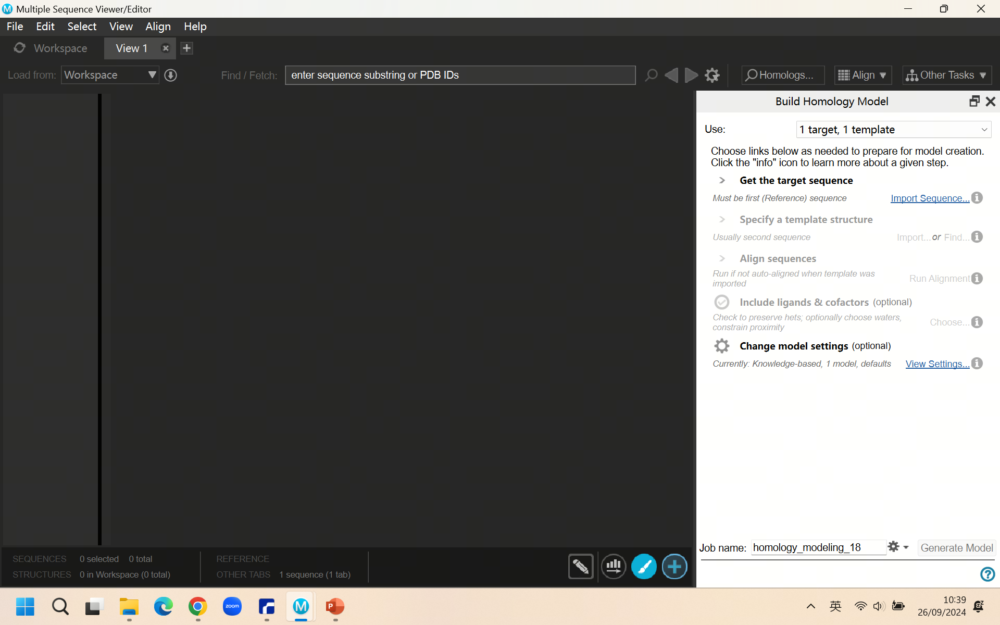 Multiple Sequence Viewer/Editor
File Edit Select View Align Help
Workspace View 1
Load from: Workspace Find / Fetch: enter sequence substring or PDB IDs Homologs... Align Other Tasks
Build Homology Model
Use: 1 target, 1 template
Choose links below as needed to prepare for model creation.
Click the "info" icon to learn more about a given step.
Get the target sequence
Must be first (Reference) sequence Import Sequence...
Specify a template structure
Usually second sequence Import... or Find...
Align sequences
Run if not auto-aligned when template was
imported
Run Alignment
Include ligands & cofactors (optional)
Check to preserve hets; optionally choose waters,
constrain proximity
Choose...
Change model settings (optional)
Currently: Knowledge-based, 1 model, defaults View Settings...
Job name: homology_modeling_18 Generate Model
SEQUENCES 0 selected 0 total REFERENCE
STRUCTURES 0 in Workspace (0 total) OTHER TABS 1 sequence (1 tab)
zoom
英
10:39
26/09/2024